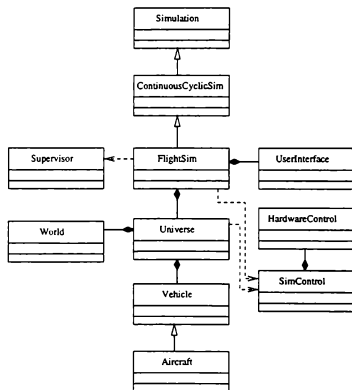 Simulation
ContinuousCyclicSim
Supervisor
FlightSim
UserInterface
World
Universe
HardwareControl
SimControl
Vehicle
Aircraft